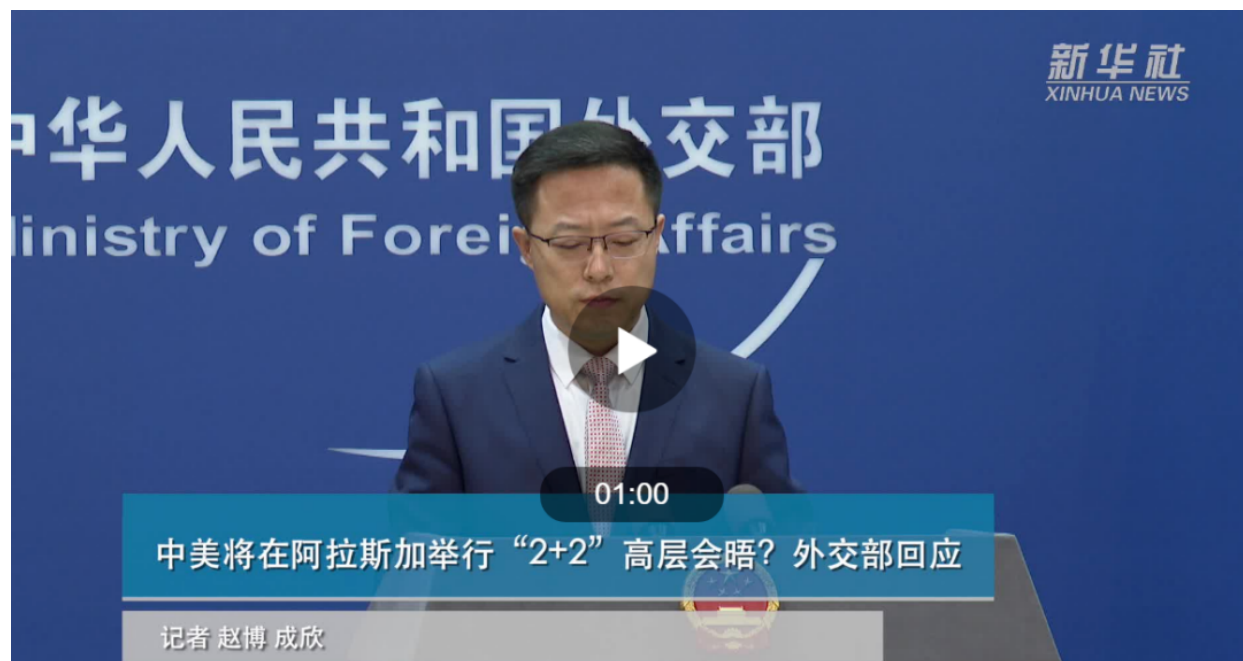 新华社
XINHUA NEWS
华人民共和国外交部
inistry of Foreig ffairs
01:00
中美将在阿拉斯加举行“2+2”高层会晤？外交部回应
记者 赵博 成欣